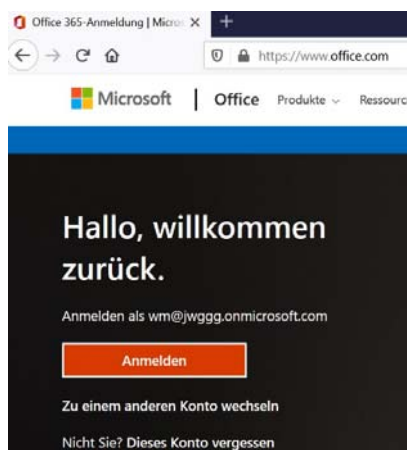 Office 365-Anmeldung | Micros
https://www.office.com
Microsoft | Office Produkte Ressourc
Hallo, willkommen
zurück.
Anmelden als wm@jwggg.onmicrosoft.com
Anmelden
Zu einem anderen Konto wechseln
Nicht Sie? Dieses Konto vergessen